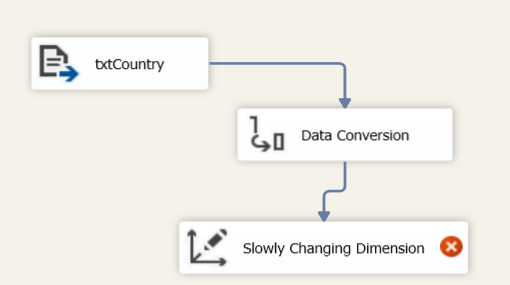 txtCountry
Data Conversion
Slowly Changing Dimension